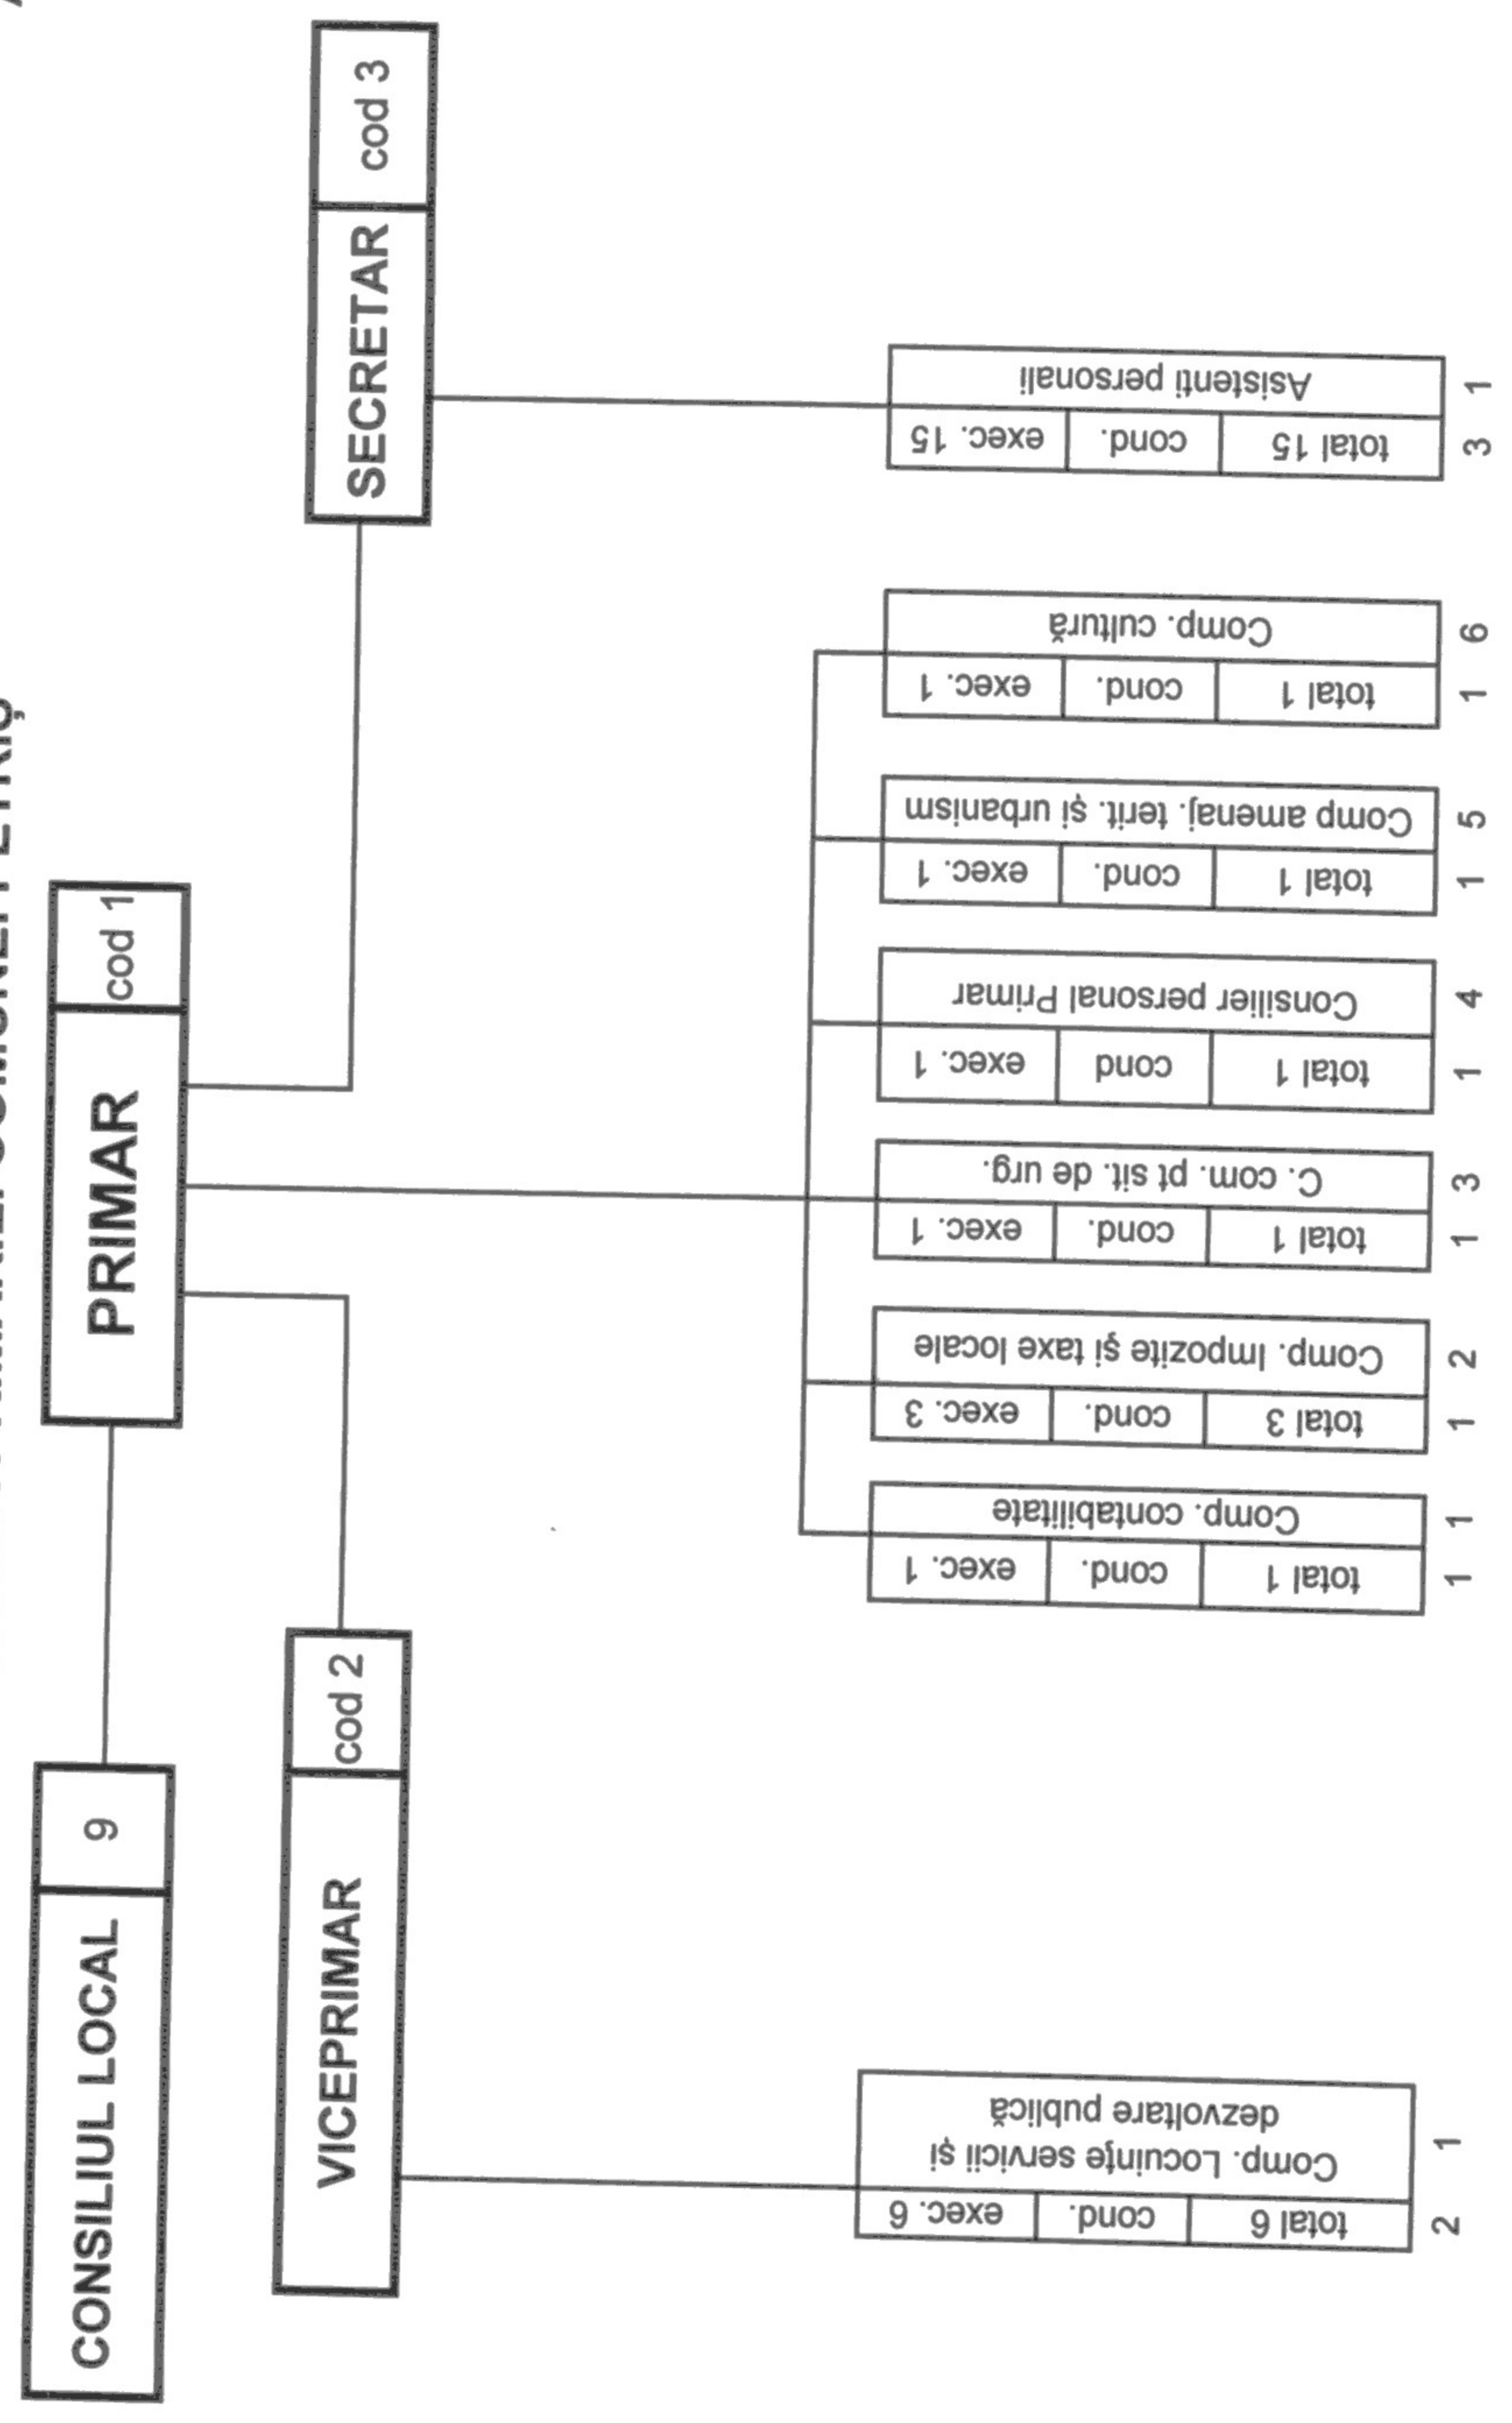 CONSILIUL LOCAL 9
PRIMAR cod 1
VICEPRIMAR cod 2
SECRETAR cod 3
Comp. Locuinţe servicii şi
dezvoltare publică
total 6 cond. exec. 6
2 1
Comp. contabilitate
total 1 cond. exec. 1
1 1
Comp. Impozite şi taxe locale
total 3 cond. exec. 3
1 2
C. com. pt sit. de urg.
total 1 cond. exec. 1
1 3
Consilier personal Primar
total 1 cond exec. 1
1 4
Comp amenaj. terit. şi urbanism
total 1 cond. exec. 1
1 5
Comp. cultură
total 1 cond. exec. 1
1 6
Asistenti personali
total 15 cond. exec. 15
3 1